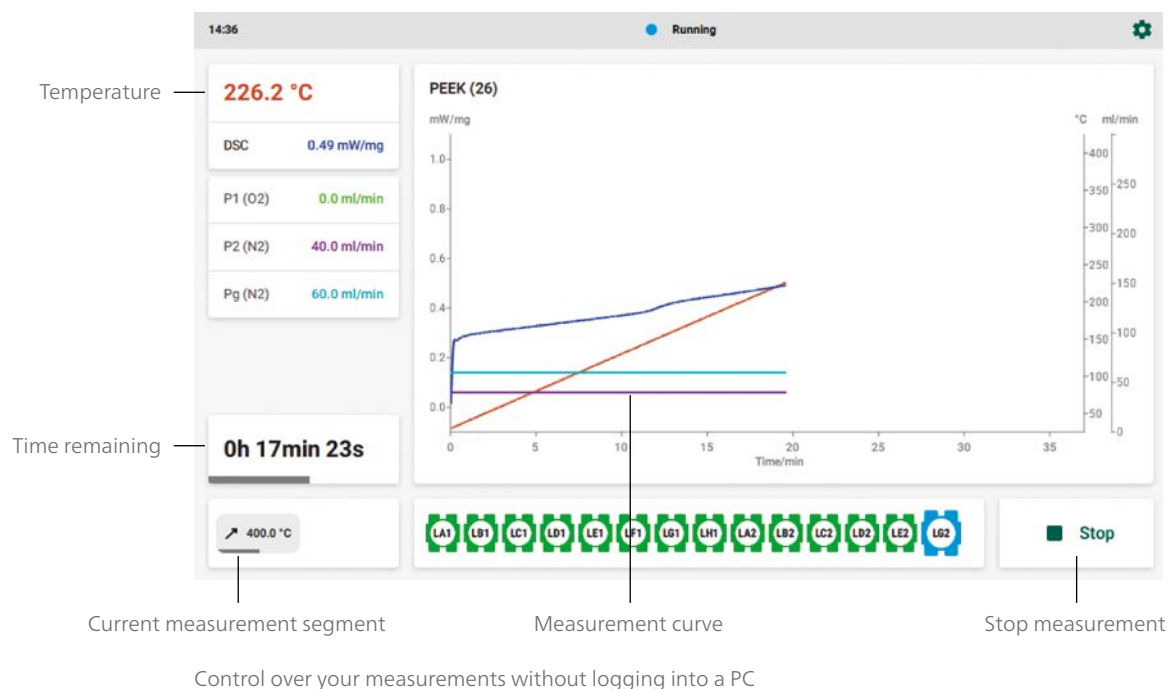 14:36
Running
Temperature
226.2 °C
DSC 0.49 mW/mg
P1 (O2) 0.0 ml/min
P2 (N2) 40.0 ml/min
Pg (N2) 60.0 ml/min
Time remaining
0h 17min 23s
400.0 °C
PEEK (26)
mW/mg
°C ml/min
1.0
0.8
0.6
0.4
0.2
0.0
400
350
300
250
200
150
100
50
250
200
150
100
50
0
0 5 10 15 20 25 30 35
Time/min
LA1 LB1 LC1 LD1 LE1 LF1 LG1 LH1 LA2 LB2 LC2 LD2 LE2 LG2
Stop
Current measurement segment
Measurement curve
Stop measurement
Control over your measurements without logging into a PC